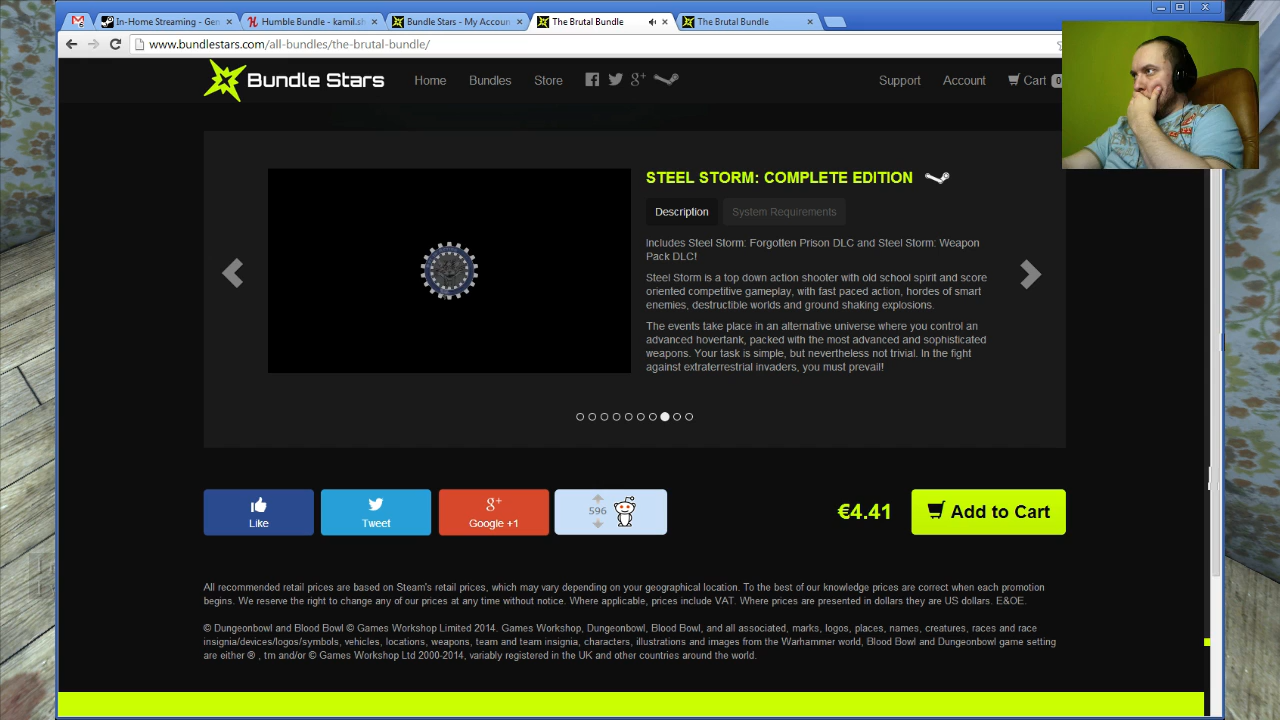 In-Home Streaming - Gen
Humble Bundle - kamil.sh
Bundle Stars - My Accoun
The Brutal Bundle
The Brutal Bundle
www.bundlestars.com/all-bundles/the-brutal-bundle/
Bundle Stars
Home
Bundles
Store
Support
Account
Cart
0
STEEL STORM: COMPLETE EDITION
Description
System Requirements
Includes Steel Storm: Forgotten Prison DLC and Steel Storm: Weapon
Pack DLC!
Steel Storm is a top down action shooter with old school spirit and score
oriented competitive gameplay, with fast paced action, hordes of smart
enemies, destructible worlds and ground shaking explosions.
The events take place in an alternative universe where you control an
advanced hovertank, packed with the most advanced and sophisticated
weapons. Your task is simple, but nevertheless not trivial. In the fight
against extraterrestrial invaders, you must prevail!
Like
Tweet
Google +1
596
€4.41
Add to Cart
All recommended retail prices are based on Steam's retail prices, which may vary depending on your geographical location. To the best of our knowledge prices are correct when each promotion
begins. We reserve the right to change any of our prices at any time without notice. Where applicable, prices include VAT. Where prices are presented in dollars they are US dollars. E&OE.
© Dungeonbowl and Blood Bowl © Games Workshop Limited 2014. Games Workshop, Dungeonbowl, Blood Bowl, and all associated, marks, logos, places, names, creatures, races and race
insignia/devices/logos/symbols, vehicles, locations, weapons, team and team insignia, characters, illustrations and images from the Warhammer world, Blood Bowl and Dungeonbowl game setting
are either ® , tm and/or © Games Workshop Ltd 2000-2014, variably registered in the UK and other countries around the world.